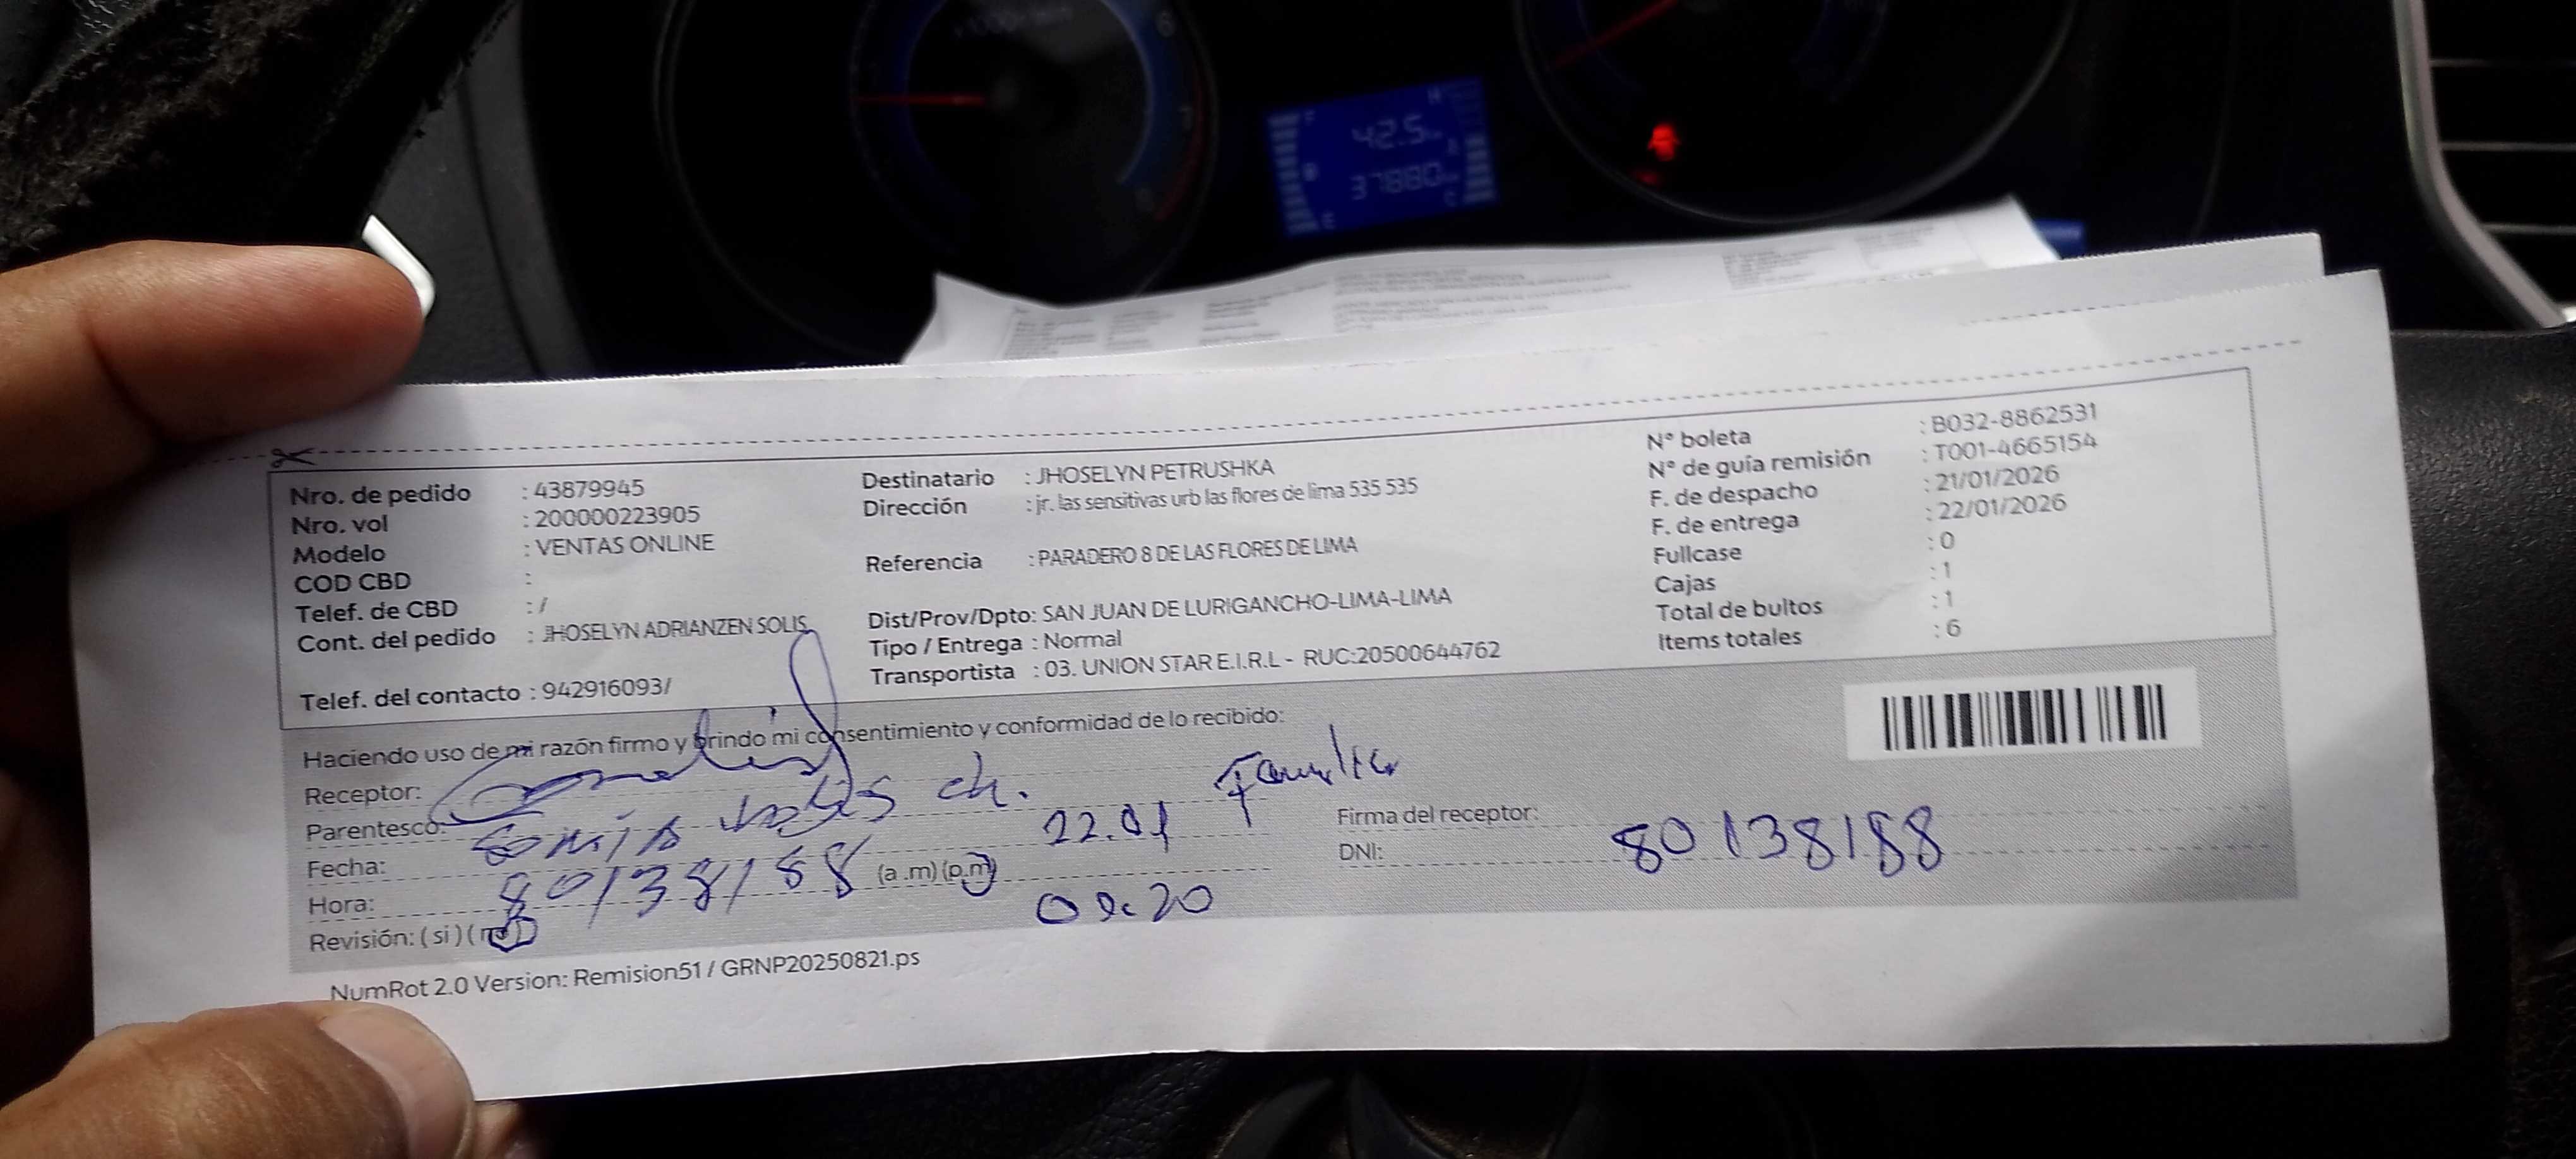 42.5
37880
Nro. de pedido : 43879945
Nro. vol : 200000223905
Modelo : VENTAS ONLINE
COD CBD :
Telef. de CBD : /
Cont. del pedido : JHOSELYN ADRIANZEN SOLIS
Telef. del contacto : 942916093/
Destinatario : JHOSELYN PETRUSHKA
Dirección : jr. las sensitivas urb las flores de lima 535 535
Referencia : PARADERO 8 DE LAS FLORES DE LIMA
Dist/Prov/Dpto: SAN JUAN DE LURIGANCHO-LIMA-LIMA
Tipo / Entrega : Normal
Transportista : 03. UNION STAR E.I.R.L - RUC:20500644762
N° boleta : B032-8862531
N° de guía remisión : T001-4665154
F. de despacho : 21/01/2026
F. de entrega : 22/01/2026
Fullcase : 0
Cajas : 1
Total de bultos : 1
Items totales : 6
Haciendo uso de mi razón firmo y brindo mi consentimiento y conformidad de lo recibido:
Receptor:
Parentesco: ch.
Fecha: 22.01
Hora: 80138188 (a .m) (p.m)
Revisión: ( si ) ( no )
Firma del receptor:
DNI: 80138188
NumRot 2.0 Version: Remision51 / GRNP20250821.ps